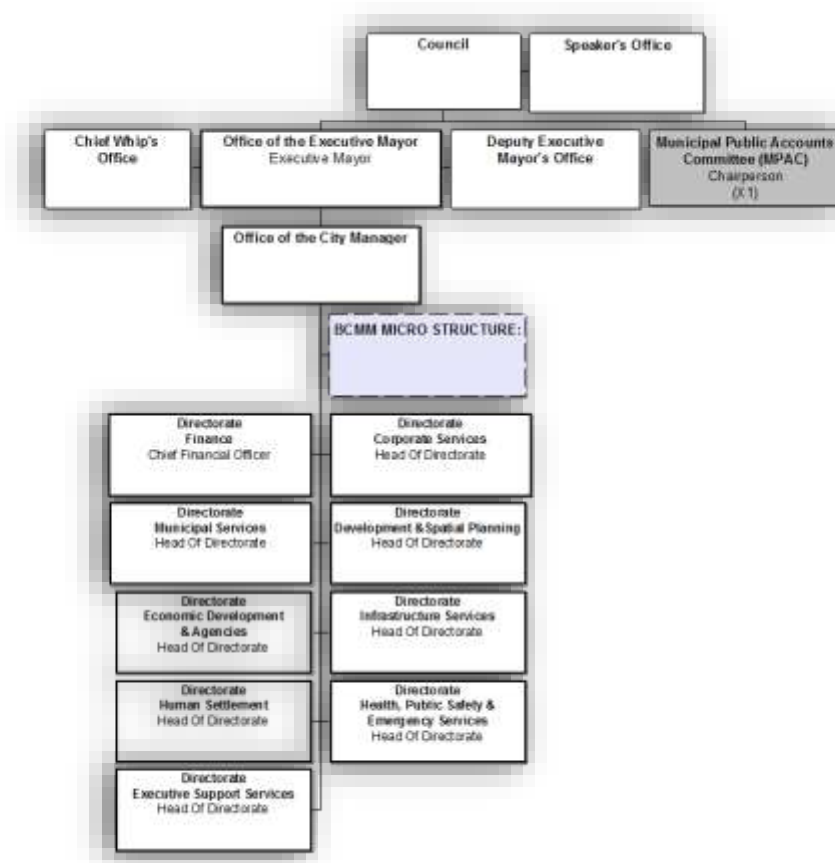 Council
Speaker's Office
Chief Whip's
Office
Office of the Executive Mayor
Executive Mayor
Deputy Executive
Mayor's Office
Municipal Public Accounts
Committee (MPAC)
Chairperson
(X1)
Office of the City Manager
BCMM MICRO STRUCTURE:
Directorate
Finance
Chief Financial Officer
Directorate
Corporate Services
Head Of Directorate
Directorate
Municipal Services
Head Of Directorate
Directorate
Development & Spatial Planning
Head Of Directorate
Directorate
Economic Development
& Agencies
Head Of Directorate
Directorate
Infrastructure Services
Head Of Directorate
Directorate
Human Settlement
Head Of Directorate
Directorate
Health, Public Safety &
Emergency Services
Head Of Directorate
Directorate
Executive Support Services
Head Of Directorate